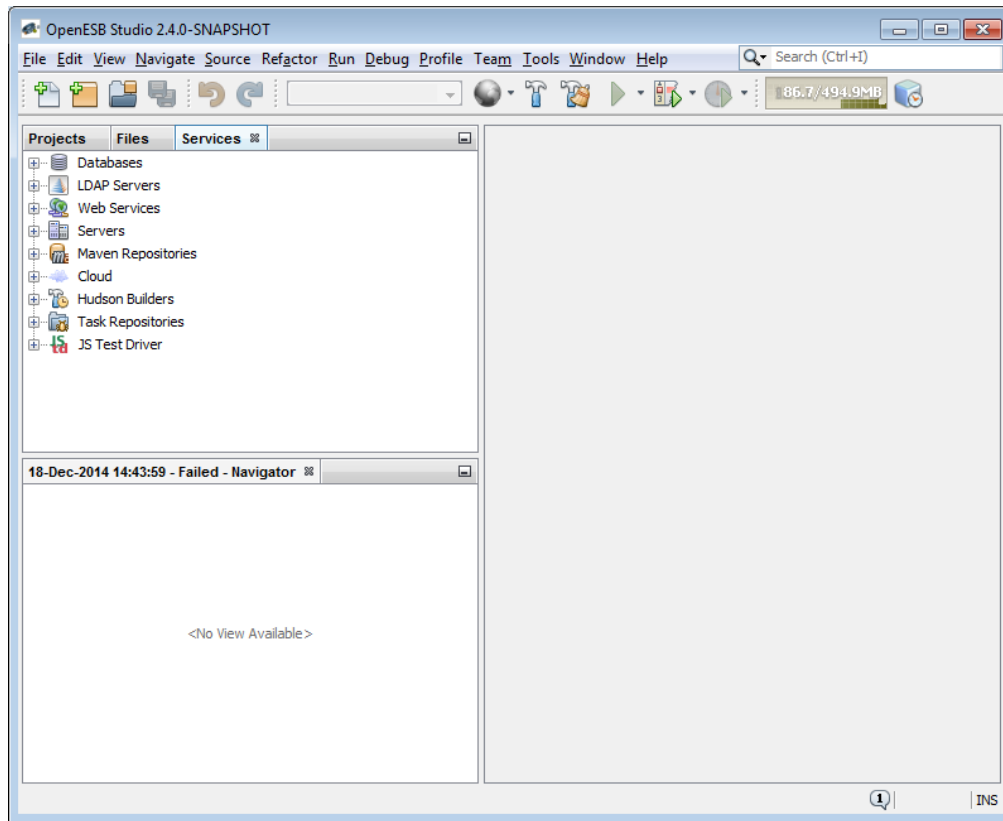 OpenESB Studio 2.4.0-SNAPSHOT
File Edit View Navigate Source Refactor Run Debug Profile Team Tools Window Help Search (Ctrl+I)
186.7/494.9MB
Projects Files Services
Databases
LDAP Servers
Web Services
Servers
Maven Repositories
Cloud
Hudson Builders
Task Repositories
JS Test Driver
18-Dec-2014 14:43:59 - Failed - Navigator
<No View Available>
1 INS